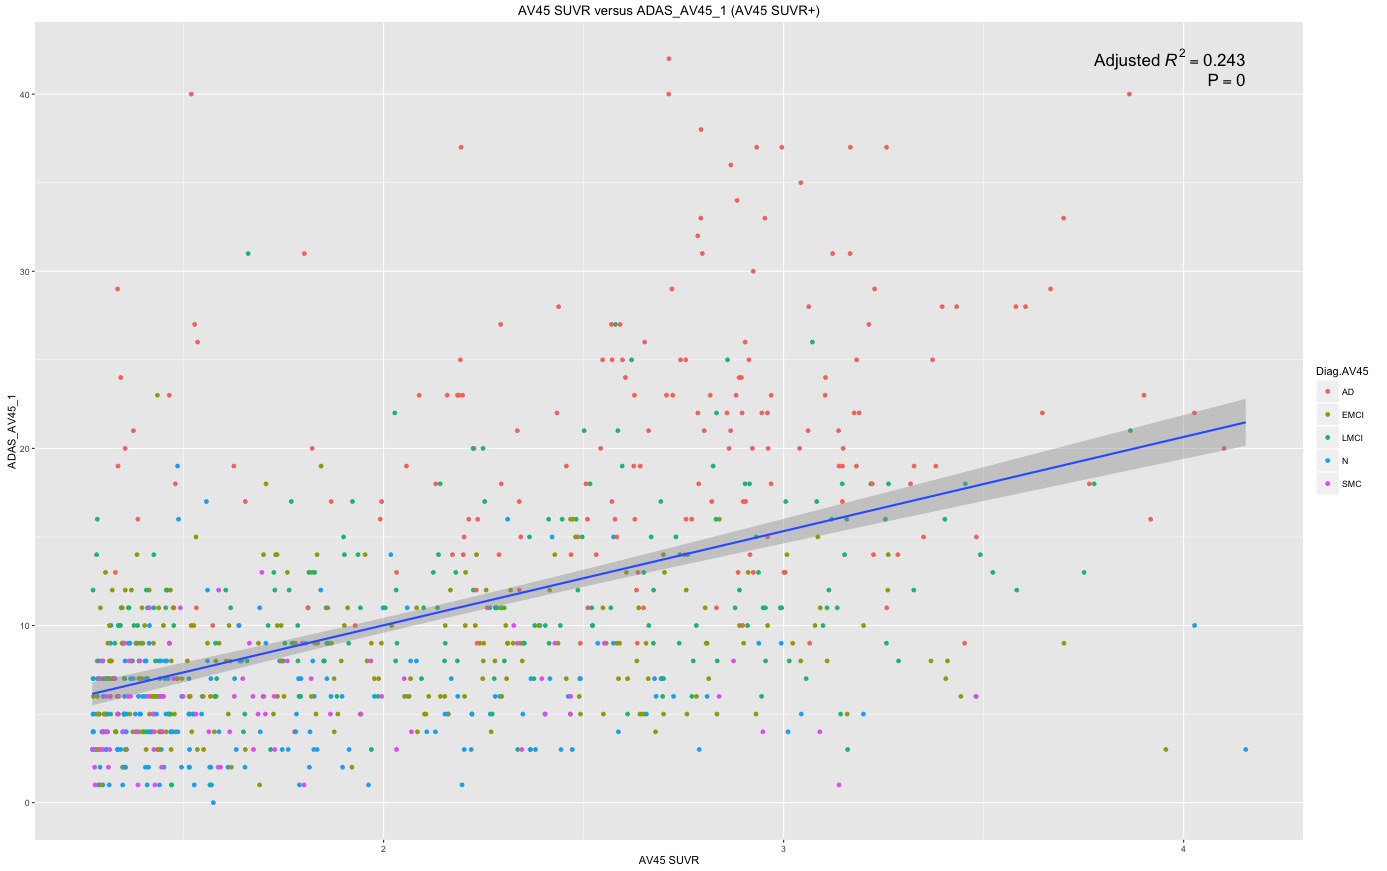 AV45 SUVR versus ADAS_AV45_1 (AV45 SUVR+)
Adjusted R² = 0.243
P = 0
40
30
20
10
0
ADAS_AV45_1
2
3
4
AV45 SUVR
Diag.AV45
AD
EMCI
LMCI
N
SMC